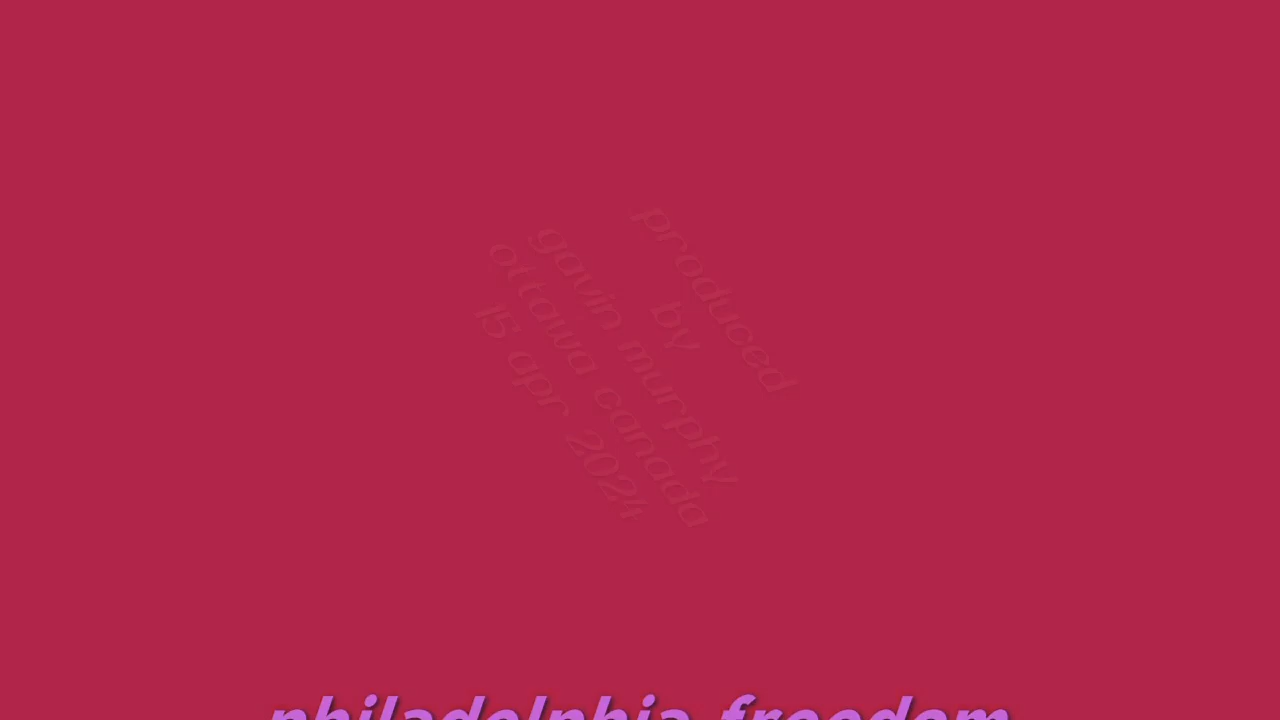 produced
by
gavin murphy
ottawa canada
15 apr 2024
philadelphia freedom